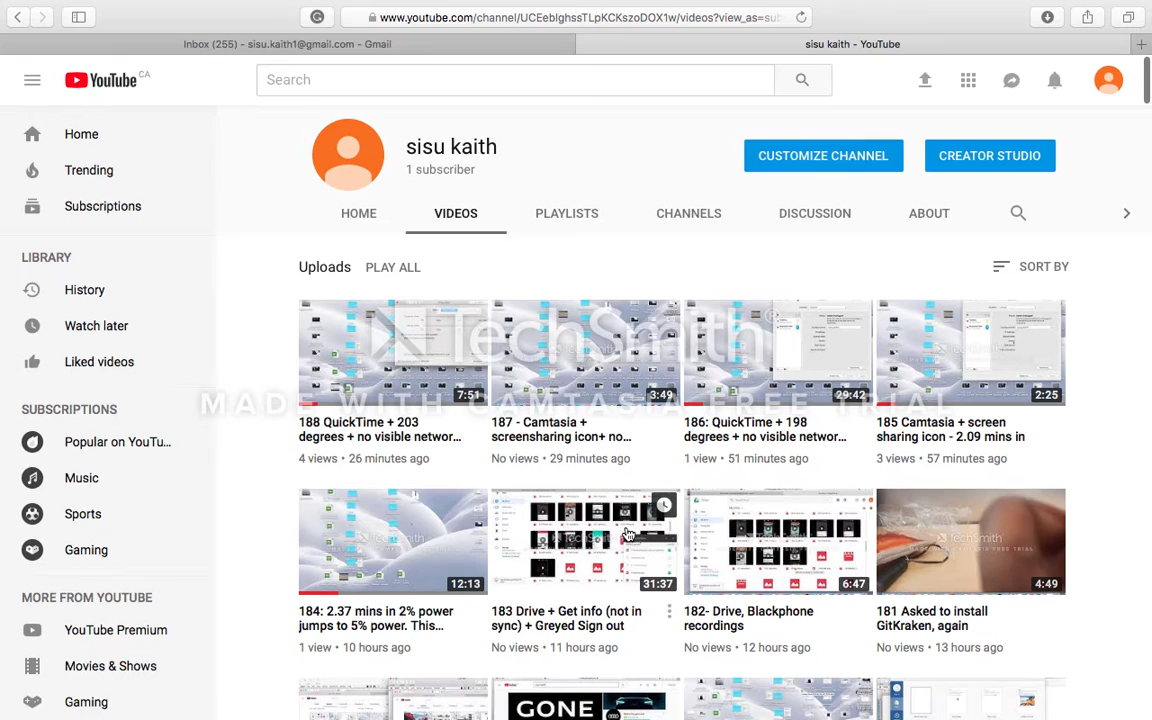 www.youtube.com/channel/UCEeblghssTLpKCKszoDOX1w/videos?view_as=su
Inbox (255) - sisu.kaith1@gmail.com - Gmail
sisu kaith - YouTube
YouTube CA
Search
sisu kaith
1 subscriber
CUSTOMIZE CHANNEL
CREATOR STUDIO
HOME
VIDEOS
PLAYLISTS
CHANNELS
DISCUSSION
ABOUT
Home
Trending
Subscriptions
LIBRARY
History
Watch later
Liked videos
SUBSCRIPTIONS
Popular on YouTu...
Music
Sports
Gaming
MORE FROM YOUTUBE
YouTube Premium
Movies & Shows
Gaming
Uploads
PLAY ALL
SORT BY
TechSmith
MADE WITH CAMTASIA FREE TRIAL
7:51
188 QuickTime + 203
degrees + no visible networ...
4 views • 26 minutes ago
3:49
187 - Camtasia +
screensharing icon+ no...
No views • 29 minutes ago
29:42
186: QuickTime + 198
degrees + no visible networ...
1 view • 51 minutes ago
2:25
185 Camtasia + screen
sharing icon - 2.09 mins in
3 views • 57 minutes ago
12:13
184: 2.37 mins in 2% power
jumps to 5% power. This...
1 view • 10 hours ago
31:37
183 Drive + Get info (not in
sync) + Greyed Sign out
No views • 11 hours ago
6:47
182- Drive, Blackphone
recordings
No views • 12 hours ago
TechSmith
4:49
181 Asked to install
GitKraken, again
No views • 13 hours ago
GONE